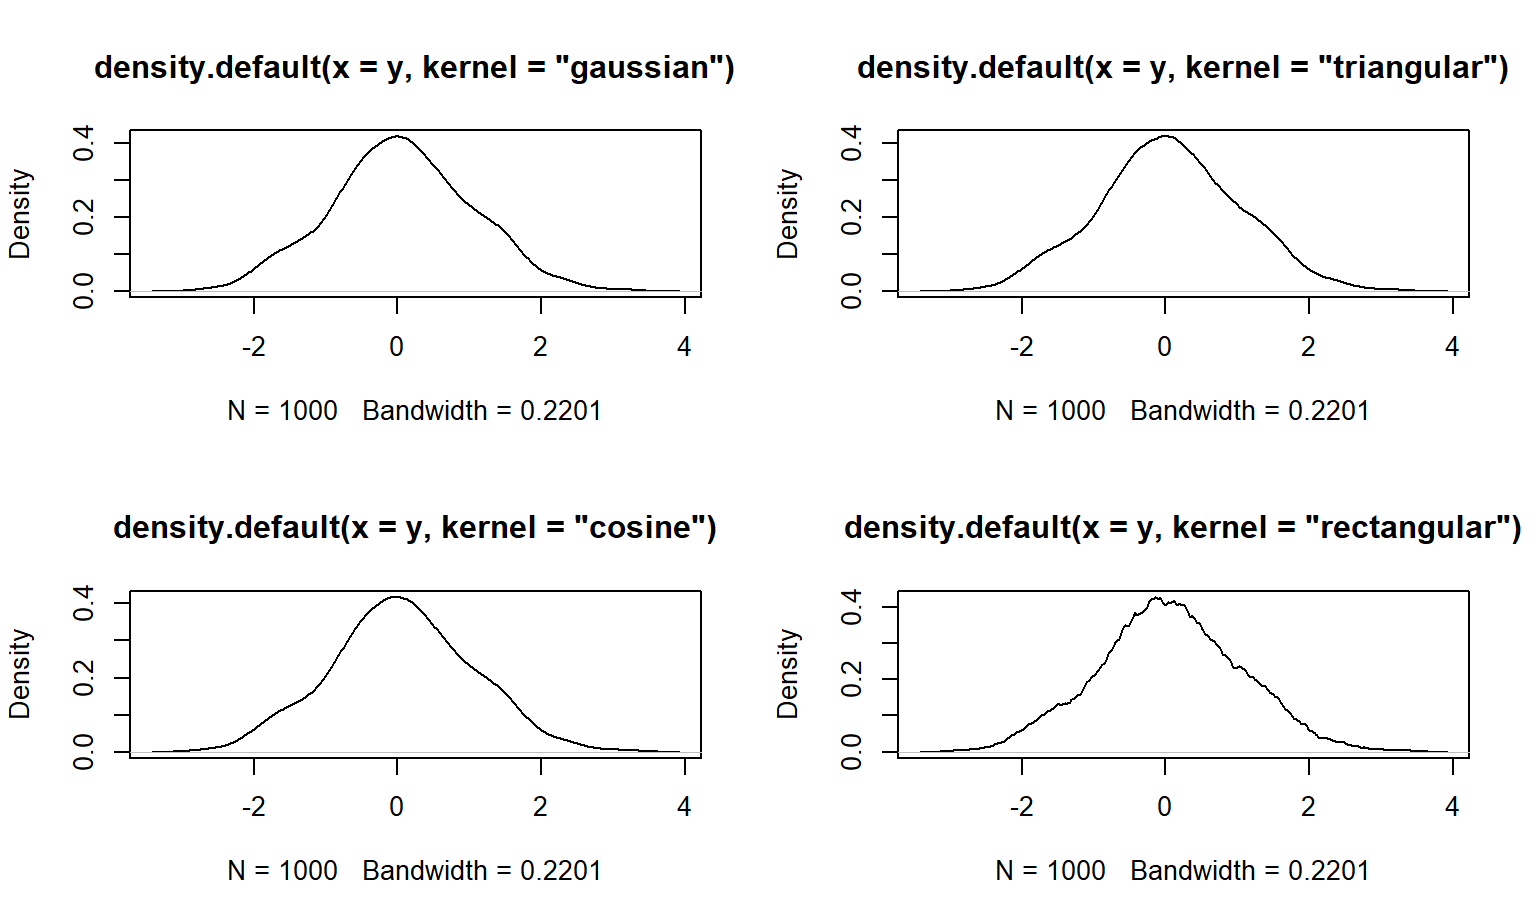 density.default(x = y, kernel = "gaussian")
Density
0.0 0.2 0.4
-2 0 2 4
N = 1000 Bandwidth = 0.2201
density.default(x = y, kernel = "triangular")
Density
0.0 0.2 0.4
-2 0 2 4
N = 1000 Bandwidth = 0.2201
density.default(x = y, kernel = "cosine")
Density
0.0 0.2 0.4
-2 0 2 4
N = 1000 Bandwidth = 0.2201
density.default(x = y, kernel = "rectangular")
Density
0.0 0.2 0.4
-2 0 2 4
N = 1000 Bandwidth = 0.2201